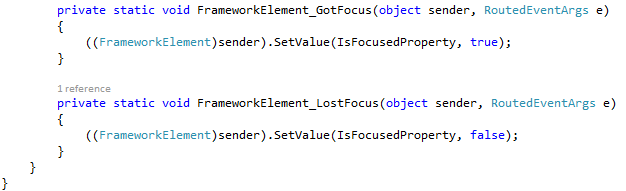 private static void FrameworkElement_GotFocus(object sender, RoutedEventArgs e)
{
((FrameworkElement)sender).SetValue(IsFocusedProperty, true);
}
1 reference
private static void FrameworkElement_LostFocus(object sender, RoutedEventArgs e)
{
((FrameworkElement)sender).SetValue(IsFocusedProperty, false);
}
}
}